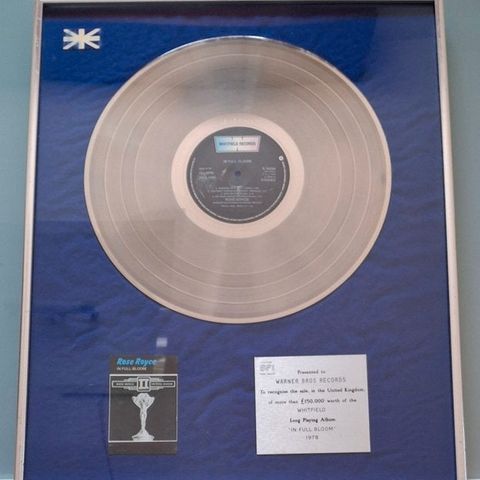 WHITFIELD RECORDS
IN FULL BLOOM
STEREO
ROSE ROYCE
Rose Royce
IN FULL BLOOM
II
BPI
Presented to
WARNER BROS RECORDS
To recognise the sale, in the United Kingdom,
of more than £150,000 worth of the
WHITFIELD
Long Playing Album
"IN FULL BLOOM"
1978